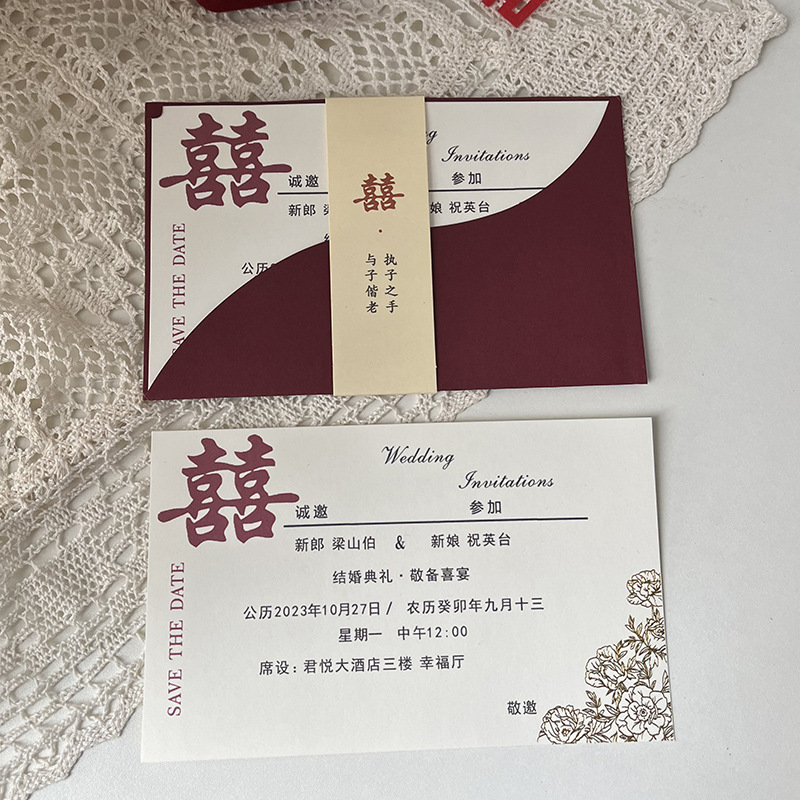 囍
Invitations
诚邀 参加
新郎
娘 祝英台
公历
SAVE THE DATE
囍
·
执子之手
与子偕老
囍
Wedding
Invitations
诚邀 参加
新郎 梁山伯 & 新娘 祝英台
结婚典礼·敬备喜宴
公历2023年10月27日/ 农历癸卯年九月十三
星期一 中午12:00
席设:君悦大酒店三楼 幸福厅
敬邀
SAVE THE DATE